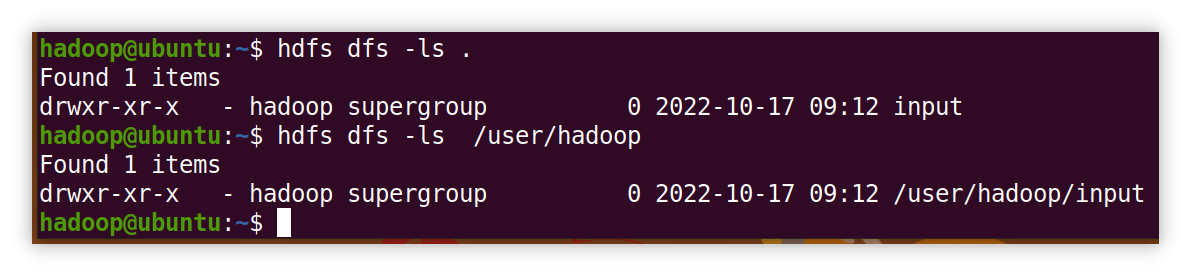 hadoop@ubuntu:~$ hdfs dfs -ls .
Found 1 items
drwxr-xr-x   - hadoop supergroup          0 2022-10-17 09:12 input
hadoop@ubuntu:~$ hdfs dfs -ls  /user/hadoop
Found 1 items
drwxr-xr-x   - hadoop supergroup          0 2022-10-17 09:12 /user/hadoop/input
hadoop@ubuntu:~$